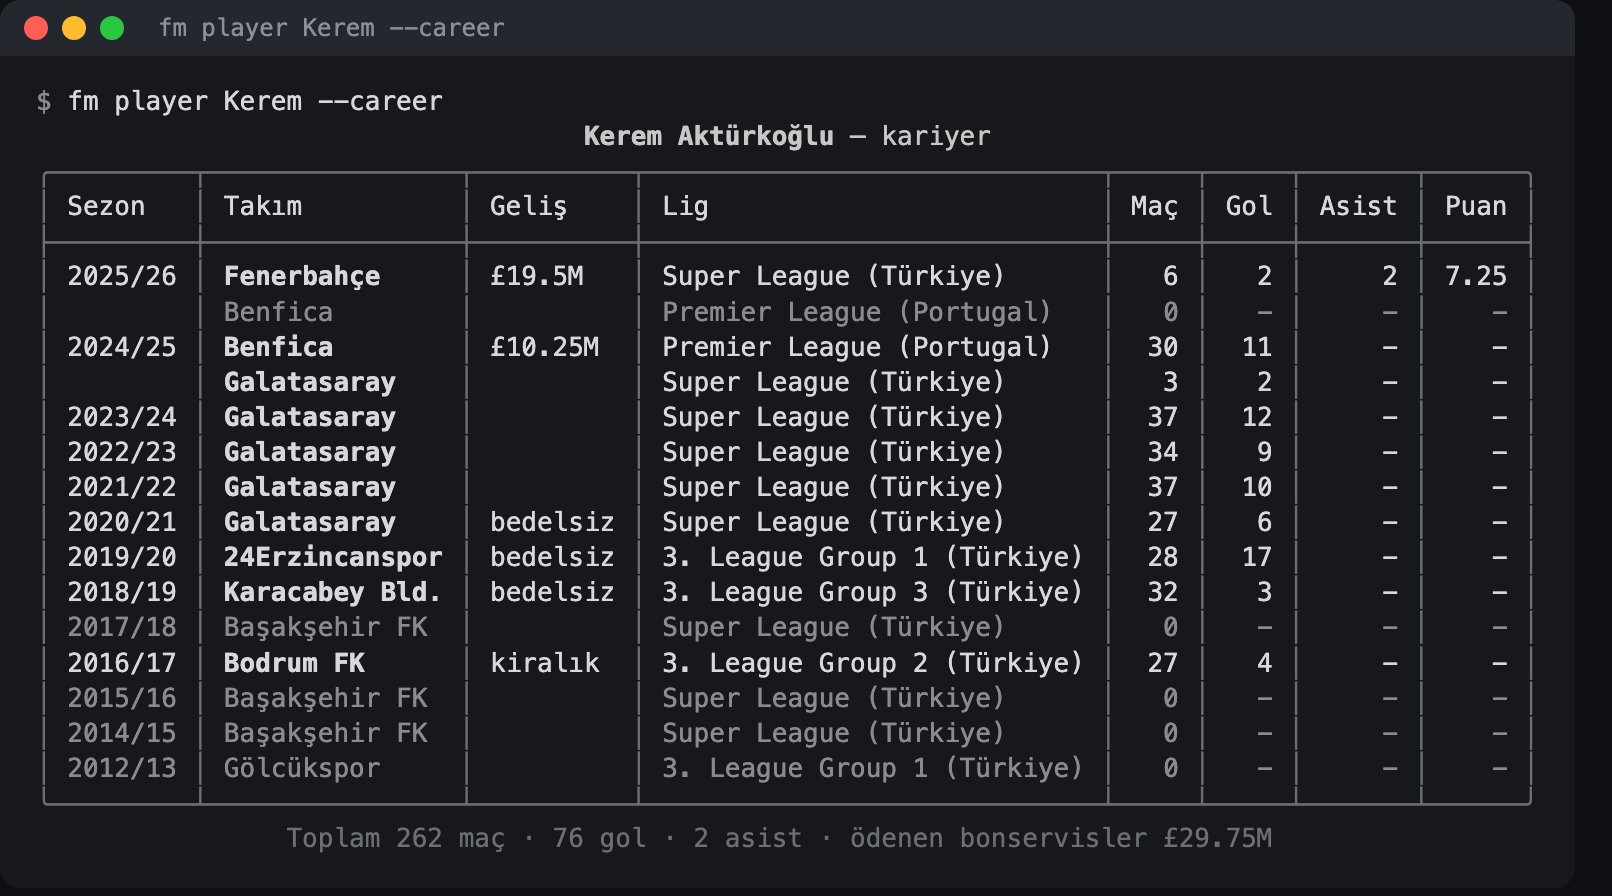 fm player Kerem --career
$ fm player Kerem --career
Kerem Aktürkoğlu — kariyer
Sezon Takım Geliş Lig Maç Gol Asist Puan
2025/26 Fenerbahçe £19.5M Super League (Türkiye) 6 2 2 7.25
Benfica Premier League (Portugal) 0 – – –
2024/25 Benfica £10.25M Premier League (Portugal) 30 11 – –
Galatasaray Super League (Türkiye) 3 2 – –
2023/24 Galatasaray Super League (Türkiye) 37 12 – –
2022/23 Galatasaray Super League (Türkiye) 34 9 – –
2021/22 Galatasaray Super League (Türkiye) 37 10 – –
2020/21 Galatasaray bedelsiz Super League (Türkiye) 27 6 – –
2019/20 24Erzincanspor bedelsiz 3. League Group 1 (Türkiye) 28 17 – –
2018/19 Karacabey Bld. bedelsiz 3. League Group 3 (Türkiye) 32 3 – –
2017/18 Başakşehir FK Super League (Türkiye) 0 – – –
2016/17 Bodrum FK kiralık 3. League Group 2 (Türkiye) 27 4 – –
2015/16 Başakşehir FK Super League (Türkiye) 0 – – –
2014/15 Başakşehir FK Super League (Türkiye) 0 – – –
2012/13 Gölcükspor 3. League Group 1 (Türkiye) 0 – – –
Toplam 262 maç · 76 gol · 2 asist · ödenen bonservisler £29.75M